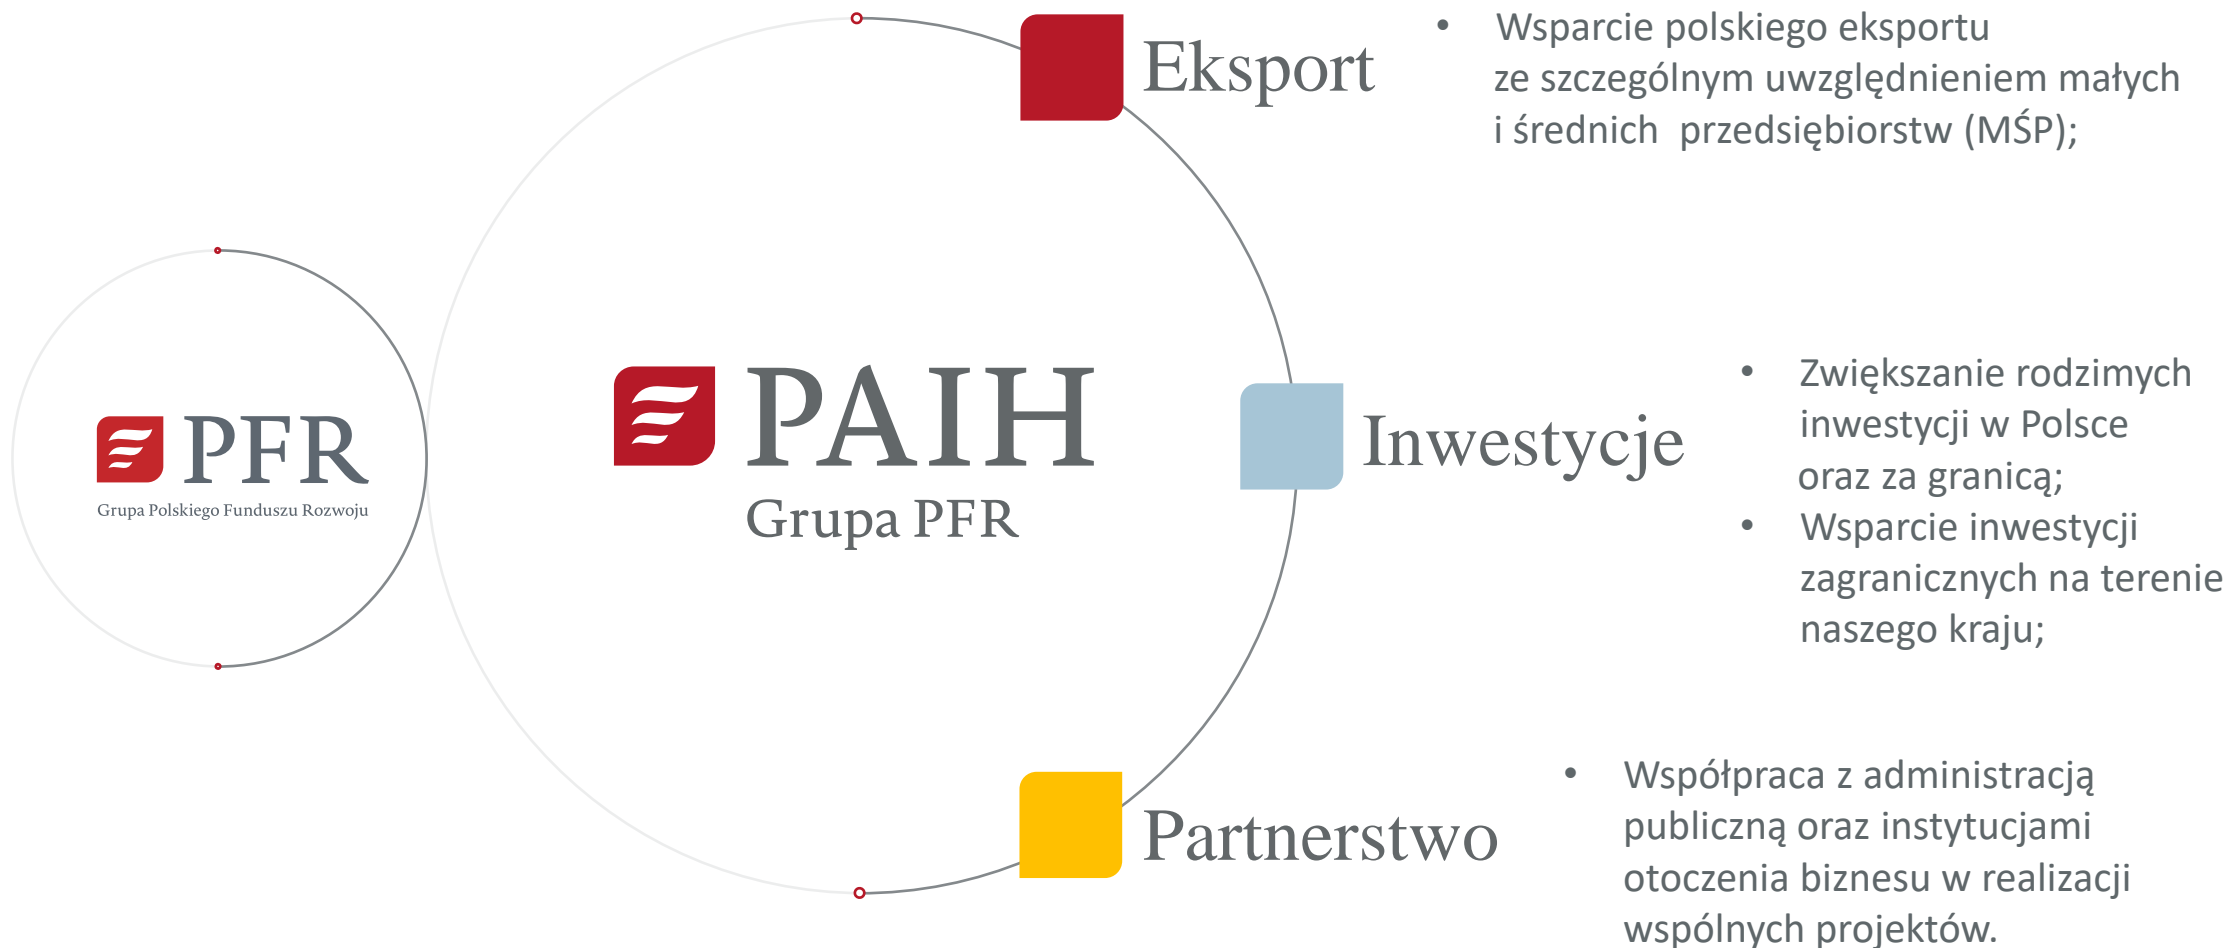 PFR
Grupa Polskiego Funduszu Rozwoju
PAIH
Grupa PFR
Eksport
• Wsparcie polskiego eksportu
ze szczególnym uwzględnieniem małych
i średnich przedsiębiorstw (MŚP);
Inwestycje
• Zwiększanie rodzimych
inwestycji w Polsce
oraz za granicą;
• Wsparcie inwestycji
zagranicznych na terenie
naszego kraju;
Partnerstwo
• Współpraca z administracją
publiczną oraz instytucjami
otoczenia biznesu w realizacji
wspólnych projektów.